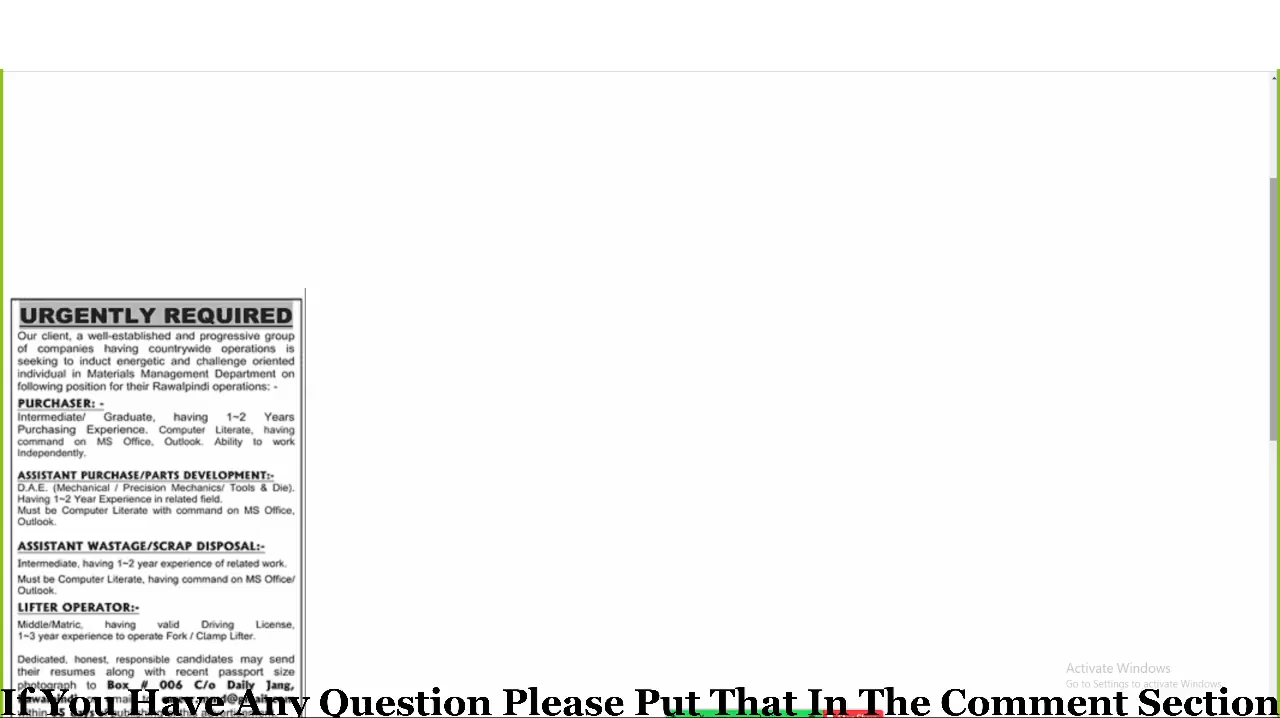 URGENTLY REQUIRED
Our client, a well-established and progressive group
of companies having countrywide operations is
seeking to induct energetic and challenge oriented
individual in Materials Management Department on
following position for their Rawalpindi operations: -
PURCHASER: -
Intermediate/ Graduate, having 1~2 Years
Purchasing Experience. Computer Literate, having
command on MS Office, Outlook. Ability to work
Independently.
ASSISTANT PURCHASE/PARTS DEVELOPMENT:-
D.A.E. (Mechanical / Precision Mechanics/ Tools & Die).
Having 1~2 Year Experience in related field.
Must be Computer Literate with command on MS Office,
Outlook.
ASSISTANT WASTAGE/SCRAP DISPOSAL:-
Intermediate, having 1~2 year experience of related work.
Must be Computer Literate, having command on MS Office/
Outlook.
LIFTER OPERATOR:-
Middle/Matric, having valid Driving License,
1~3 year experience to operate Fork / Clamp Lifter.
Dedicated, honest, responsible candidates may send
their resumes along with recent passport size
photograph to Box # 006 C/o Daily Jang,
Activate Windows
Go to Settings to activate Windows.
If You Have Any Question Please Put That In The Comment Section